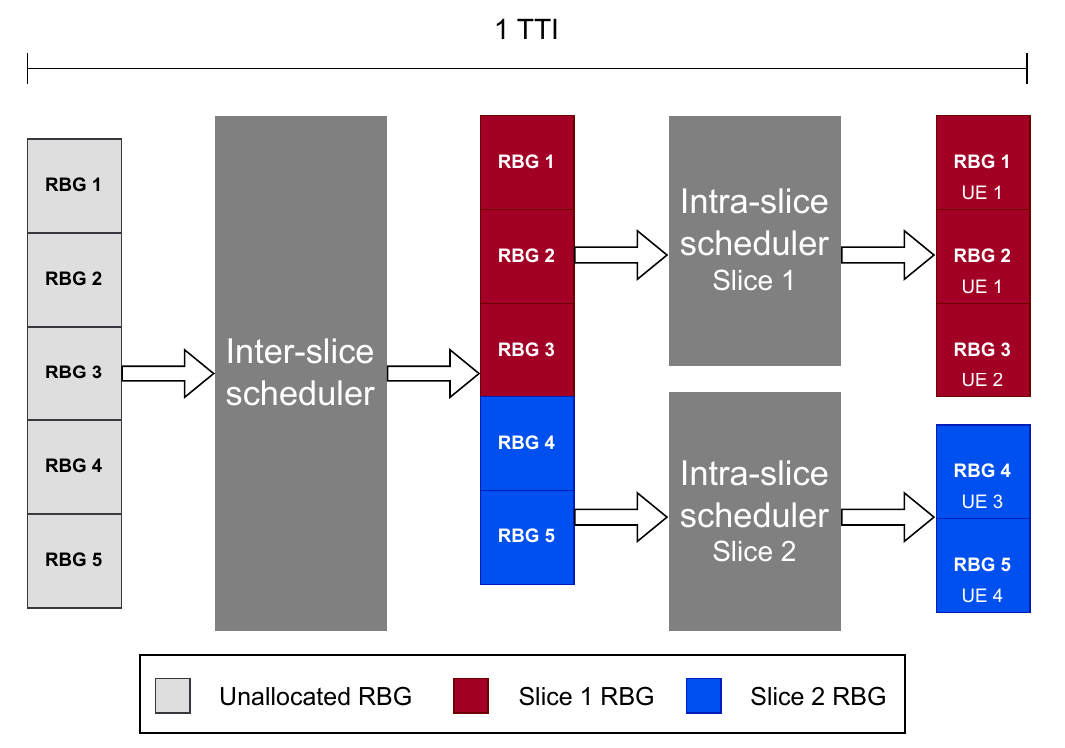 1 TTI
RBG 1
RBG 2
RBG 3
RBG 4
RBG 5
Inter-slice
scheduler
RBG 1
RBG 2
RBG 3
RBG 4
RBG 5
Intra-slice
scheduler
Slice 1
Intra-slice
scheduler
Slice 2
RBG 1
UE 1
RBG 2
UE 1
RBG 3
UE 2
RBG 4
UE 3
RBG 5
UE 4
Unallocated RBG
Slice 1 RBG
Slice 2 RBG